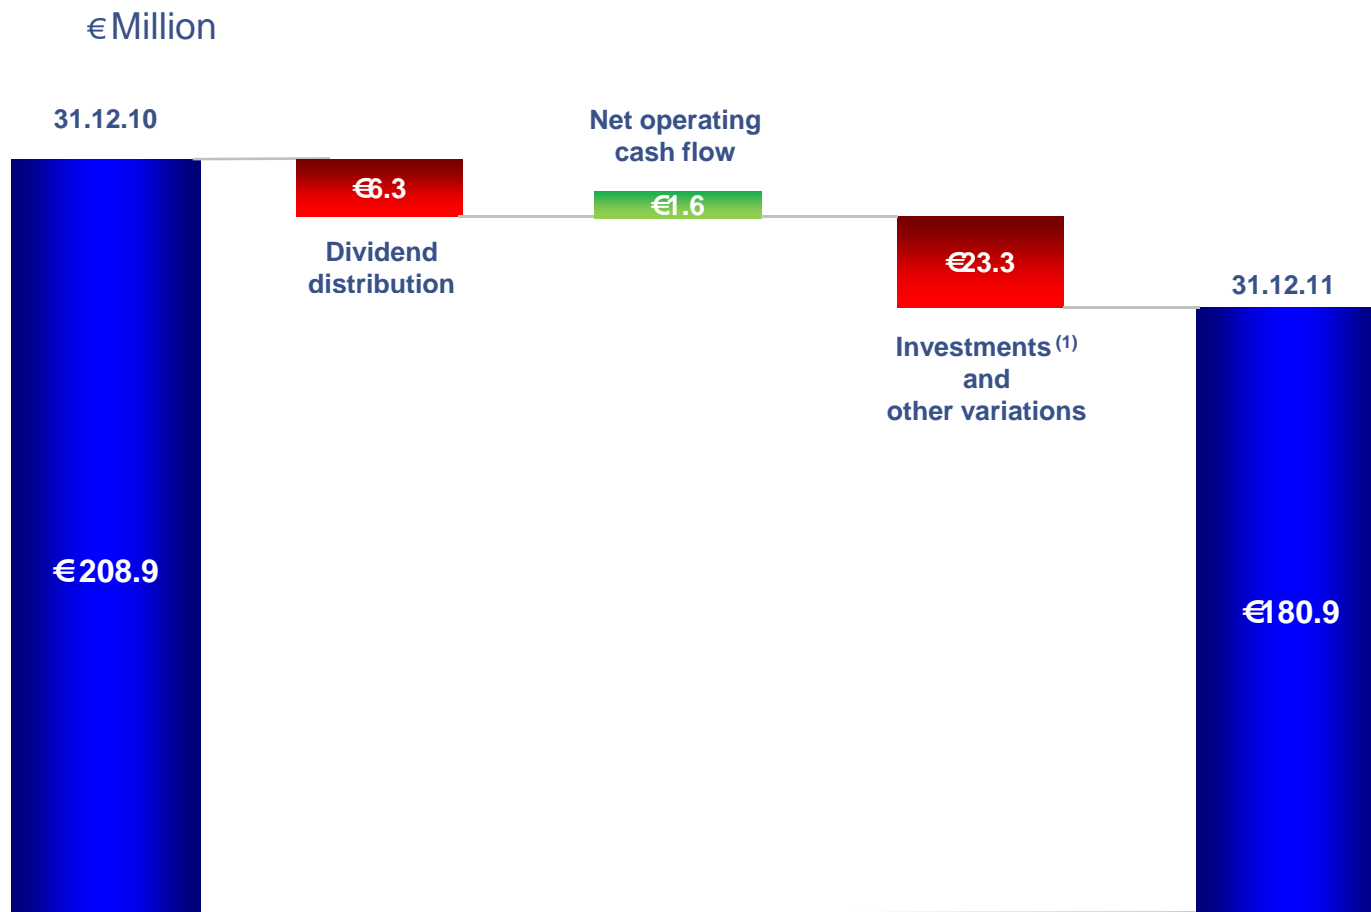 € Million
31.12.10
Net operating
cash flow
€6.3
€1.6
Dividend
distribution
€23.3
31.12.11
Investments (1)
and
other variations
€208.9
€180.9